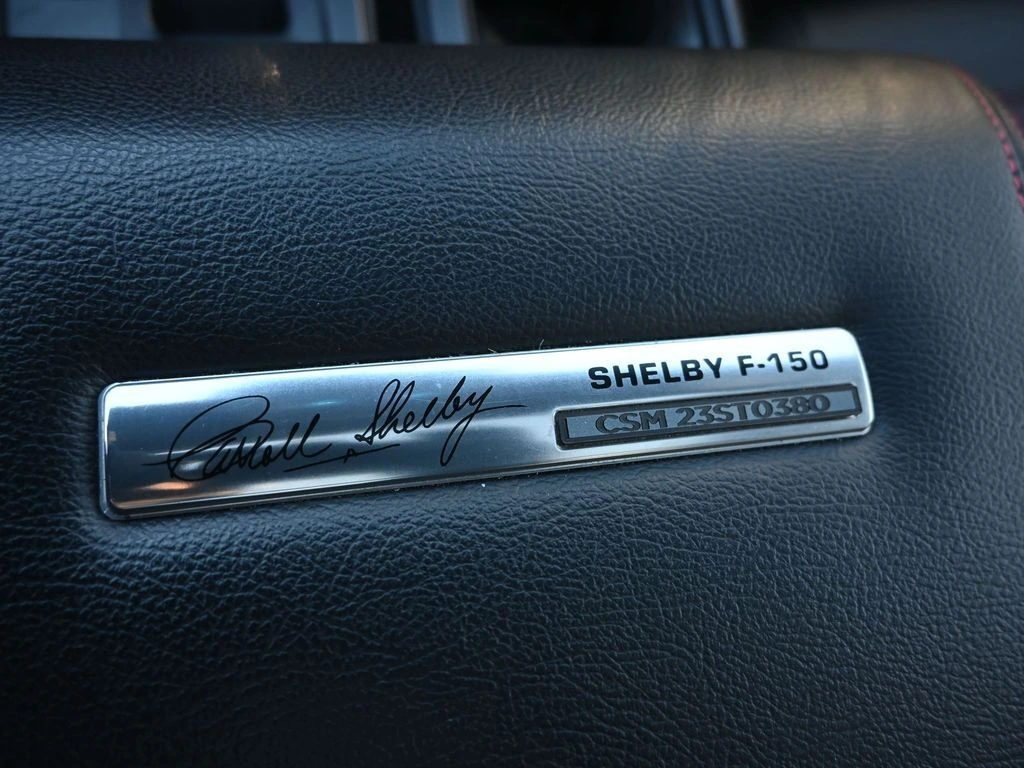 Carroll Shelby
SHELBY F-150
CSM 23ST0380